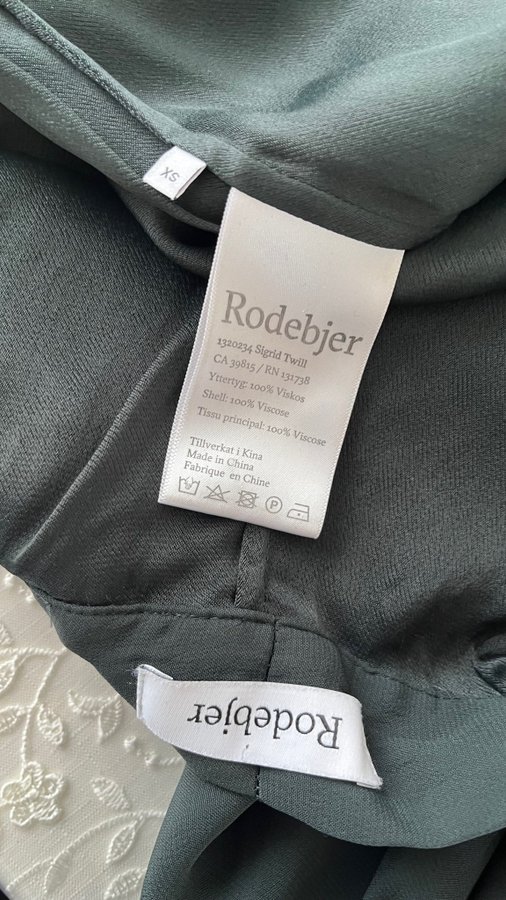 XS
Rodebjer
1320234 Sigrid Twill
CA 39815 / RN 131738
Yttertyg: 100% Viskos
Shell: 100% Viscose
Tissu principal: 100% Viscose
Tillverkat i Kina
Made in China
Fabrique en Chine
P
Rodebjer